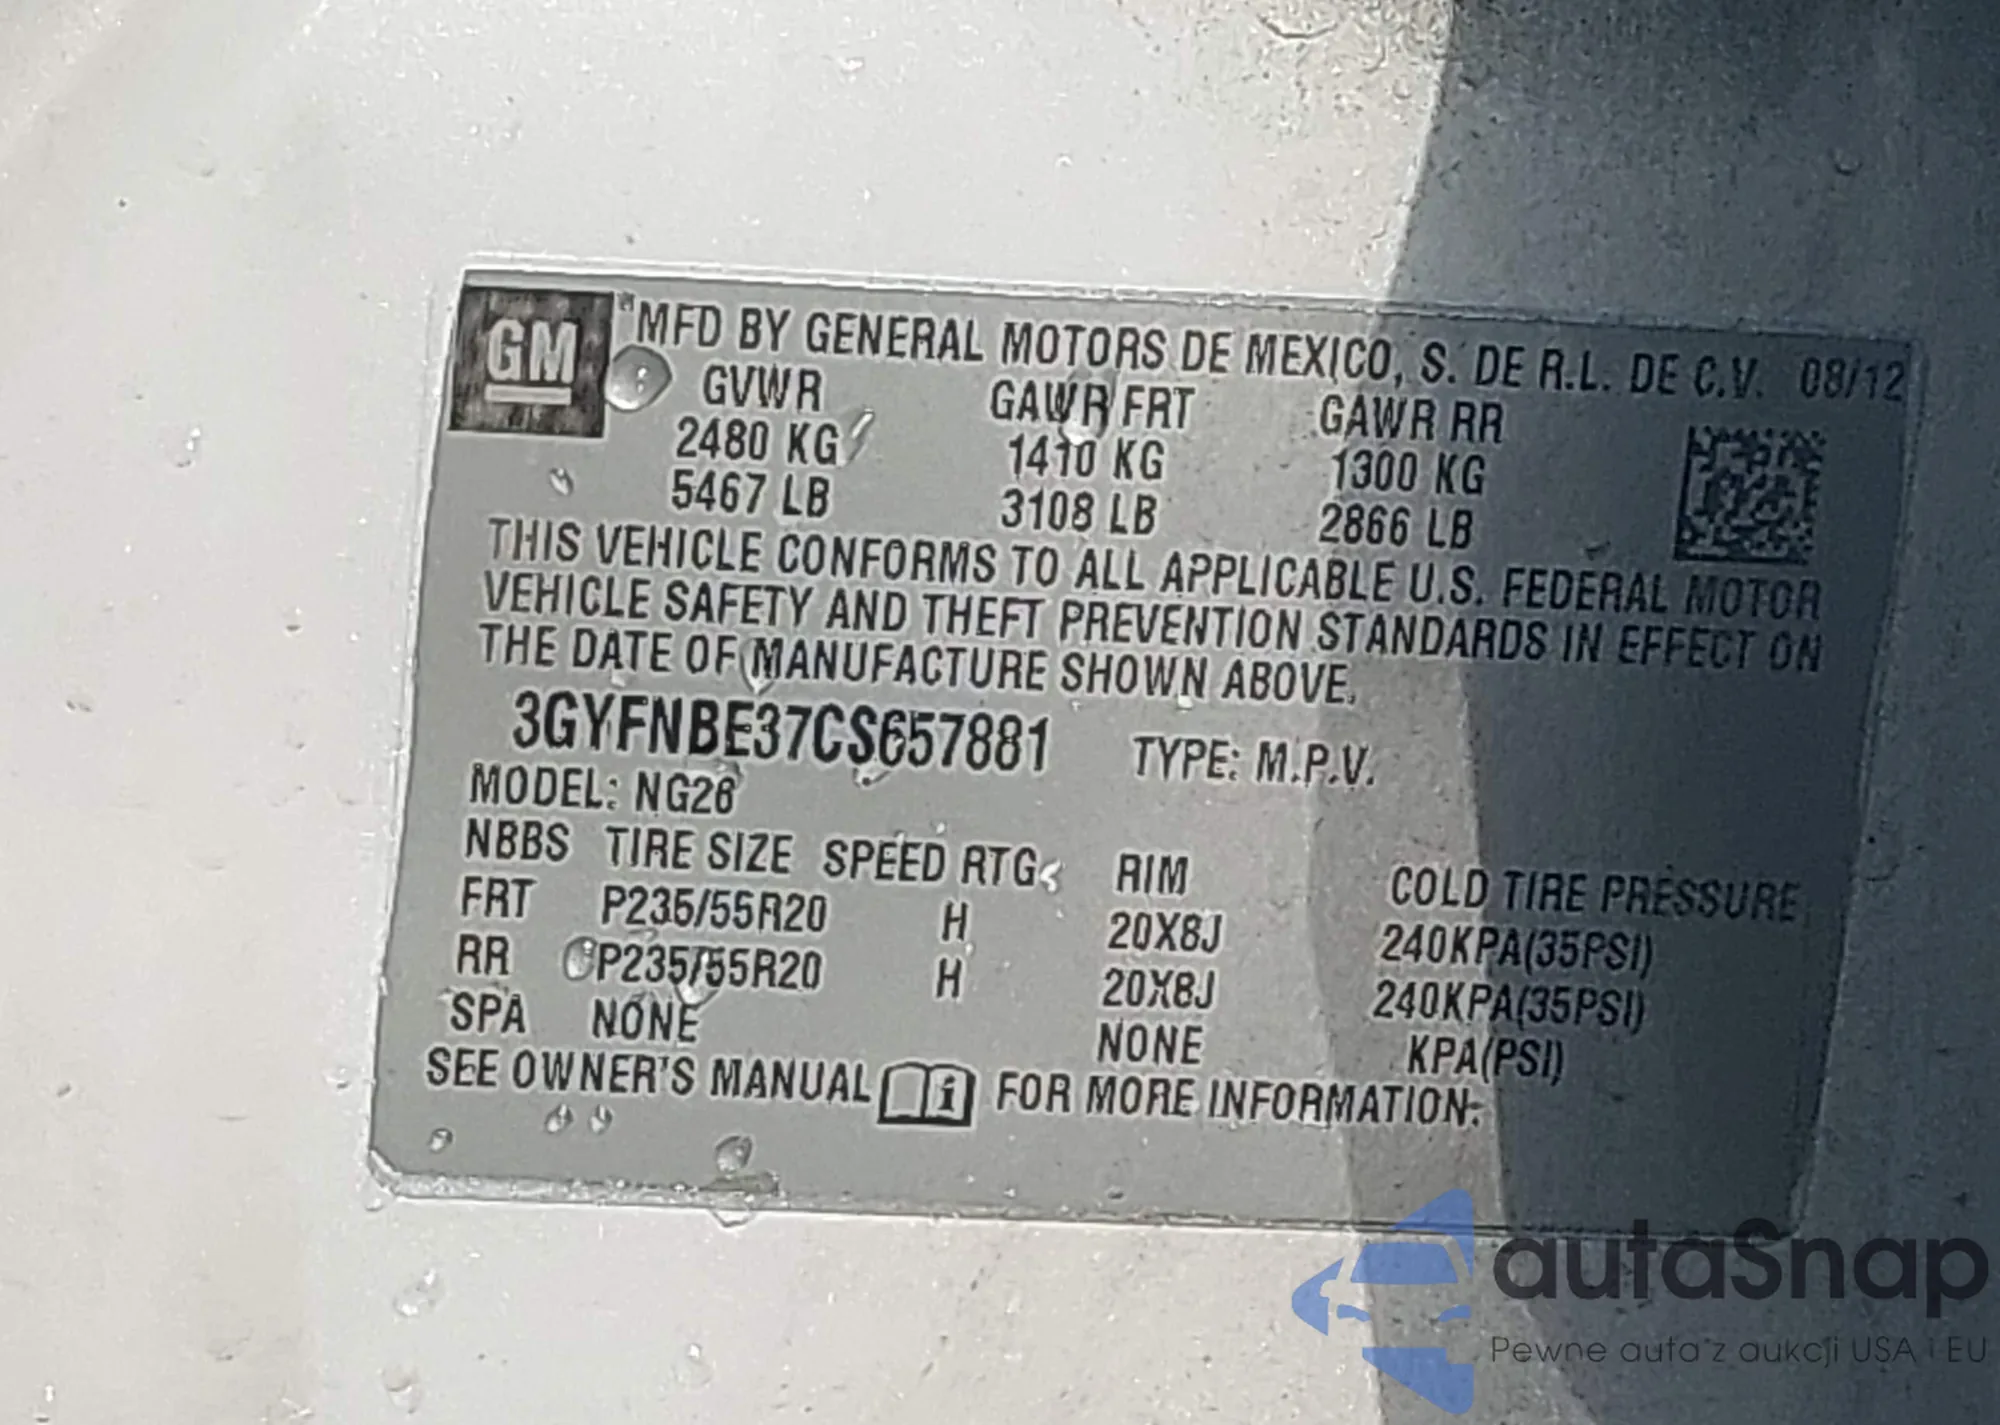 GM
MFD BY GENERAL MOTORS DE MEXICO, S. DE R.L. DE C.V. 08/12
GVWR GAWR FRT GAWR RR
2480 KG 1410 KG 1300 KG
5467 LB 3108 LB 2866 LB
THIS VEHICLE CONFORMS TO ALL APPLICABLE U.S. FEDERAL MOTOR
VEHICLE SAFETY AND THEFT PREVENTION STANDARDS IN EFFECT ON
THE DATE OF MANUFACTURE SHOWN ABOVE.
3GYFNBE37CS657881 TYPE: M.P.V.
MODEL: NG26
NBBS TIRE SIZE SPEED RTG RIM COLD TIRE PRESSURE
FRT P235/55R20 H 20X8J 240KPA(35PSI)
RR P235/55R20 H 20X8J 240KPA(35PSI)
SPA NONE NONE KPA(PSI)
SEE OWNER'S MANUAL i FOR MORE INFORMATION.
autaSnap
Pewne auta z aukcji USA i EU